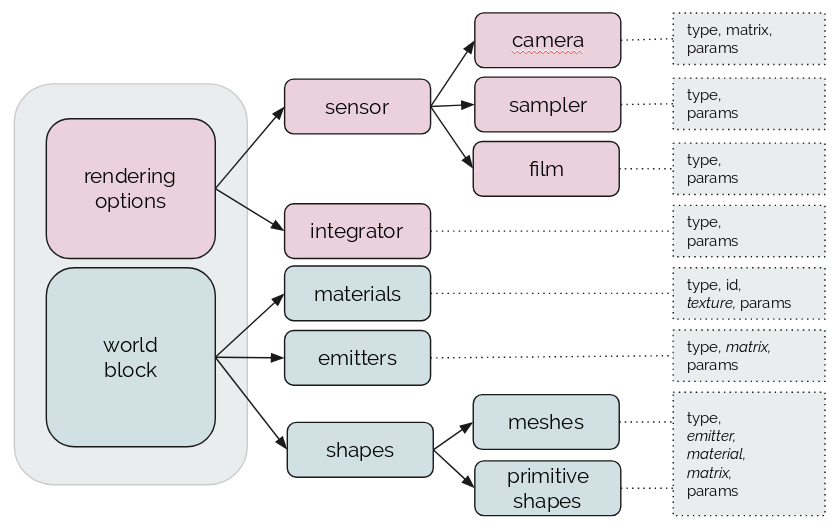 rendering
options
world
block
sensor
integrator
materials
emitters
shapes
camera
sampler
film
meshes
primitive
shapes
type, matrix,
params
type,
params
type,
params
type,
params
type, id,
texture, params
type, matrix,
params
type,
emitter,
material,
matrix,
params